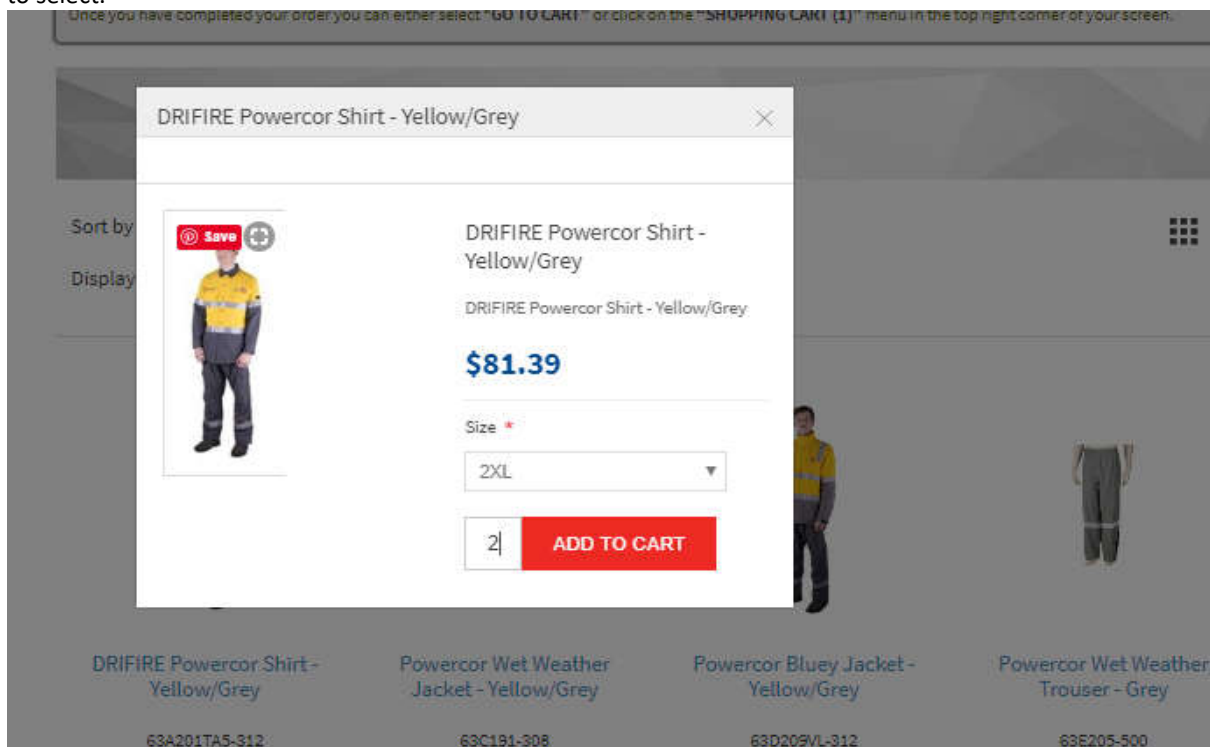 to select.
Once you have completed your order you can either select "GO TO CART" or click on the "SHOPPING CART (1)" menu in the top right corner of your screen.
DRIFIRE Powercor Shirt - Yellow/Grey
Save
DRIFIRE Powercor Shirt -
Yellow/Grey
DRIFIRE Powercor Shirt - Yellow/Grey
$81.39
Size *
2XL
2
ADD TO CART
Sort by
Display
DRIFIRE Powercor Shirt -
Yellow/Grey
63A201TA5-312
Powercor Wet Weather
Jacket - Yellow/Grey
63C191-308
Powercor Bluey Jacket -
Yellow/Grey
63D209VL-312
Powercor Wet Weather
Trouser - Grey
63E205-500